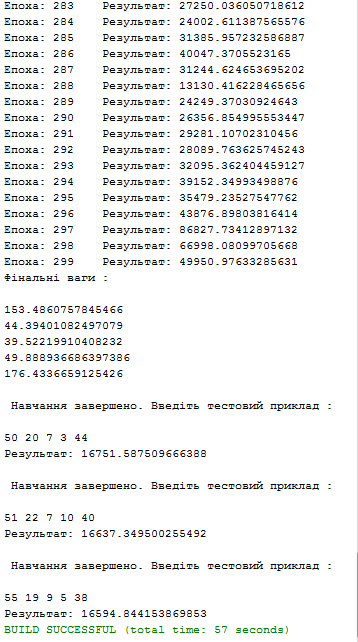 Епоха: 283    Результат: 27250.036050718612
Епоха: 284    Результат: 24002.611387565576
Епоха: 285    Результат: 31385.957232586887
Епоха: 286    Результат: 40047.3705523165
Епоха: 287    Результат: 31244.624653695202
Епоха: 288    Результат: 13130.416228465656
Епоха: 289    Результат: 24249.37030924643
Епоха: 290    Результат: 26356.854995553447
Епоха: 291    Результат: 29281.10702310456
Епоха: 292    Результат: 28089.763625745243
Епоха: 293    Результат: 32095.362404459127
Епоха: 294    Результат: 39152.34993498876
Епоха: 295    Результат: 35479.23527547762
Епоха: 296    Результат: 43876.89803816414
Епоха: 297    Результат: 86827.73412897132
Епоха: 298    Результат: 66998.08099705668
Епоха: 299    Результат: 49950.97633285631
Фінальні ваги :
153.4860757845466
44.39401082497079
39.52219910408232
49.888936686397386
176.4336659125426
Навчання завершено. Введіть тестовий приклад :
50 20 7 3 44
Результат: 16751.587509666388
Навчання завершено. Введіть тестовий приклад :
51 22 7 10 40
Результат: 16637.349500255492
Навчання завершено. Введіть тестовий приклад :
55 19 9 5 38
Результат: 16594.844153869853
BUILD SUCCESSFUL (total time: 57 seconds)